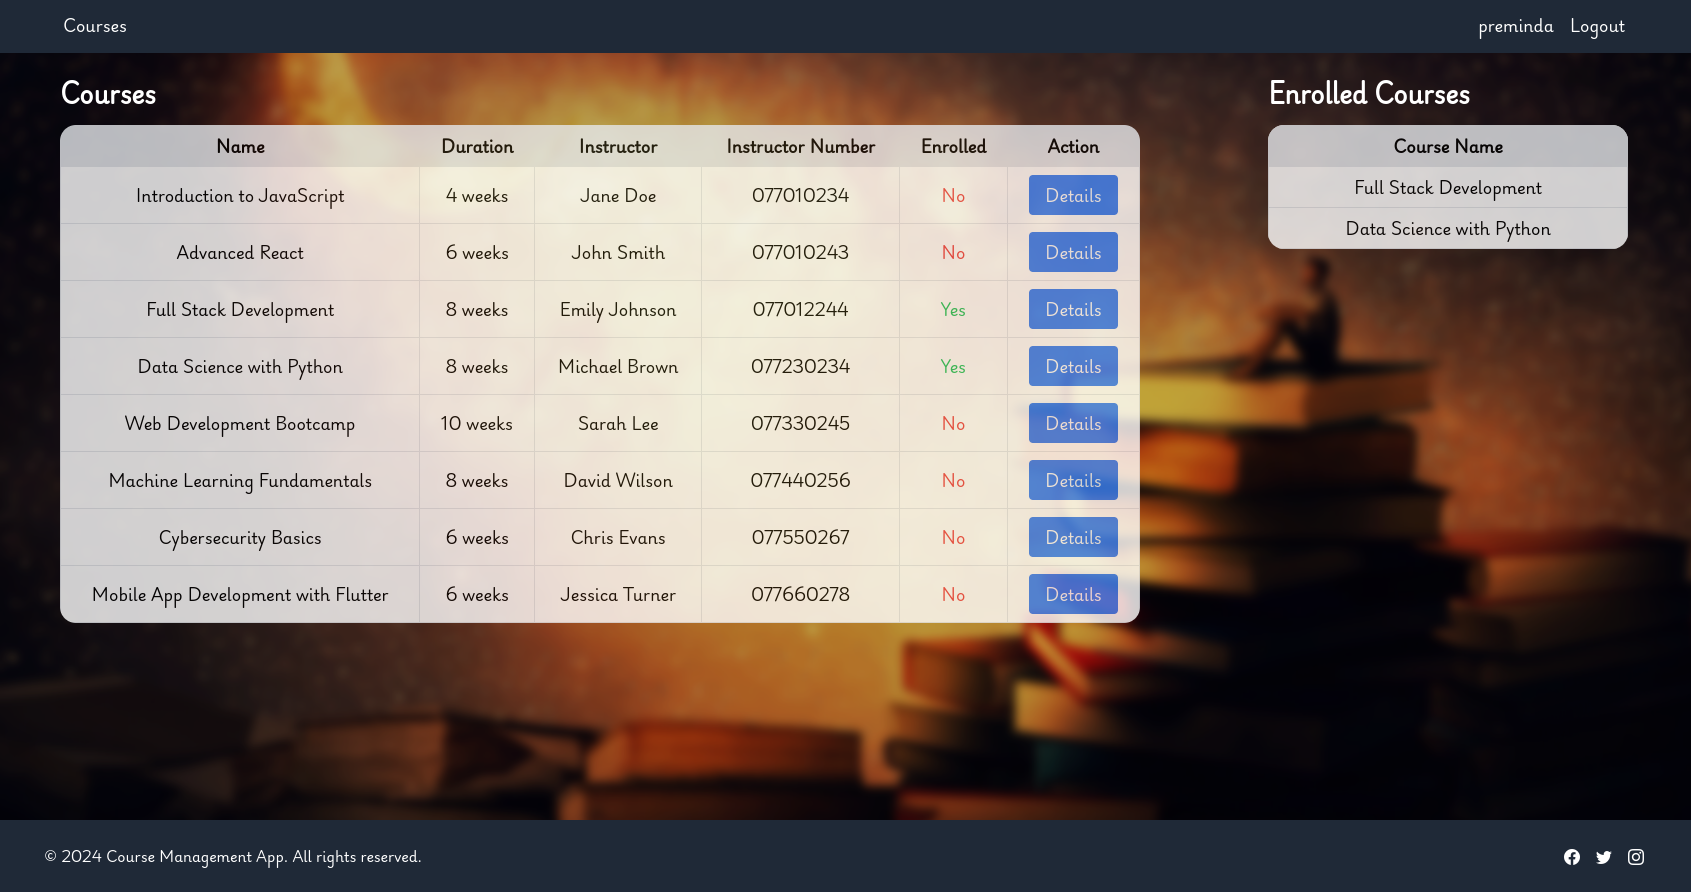 Courses preminda Logout
Courses
Name Duration Instructor Instructor Number Enrolled Action
Introduction to JavaScript 4 weeks Jane Doe 077010234 No Details
Advanced React 6 weeks John Smith 077010243 No Details
Full Stack Development 8 weeks Emily Johnson 077012244 Yes Details
Data Science with Python 8 weeks Michael Brown 077230234 Yes Details
Web Development Bootcamp 10 weeks Sarah Lee 077330245 No Details
Machine Learning Fundamentals 8 weeks David Wilson 077440256 No Details
Cybersecurity Basics 6 weeks Chris Evans 077550267 No Details
Mobile App Development with Flutter 6 weeks Jessica Turner 077660278 No Details
Enrolled Courses
Course Name
Full Stack Development
Data Science with Python
© 2024 Course Management App. All rights reserved.